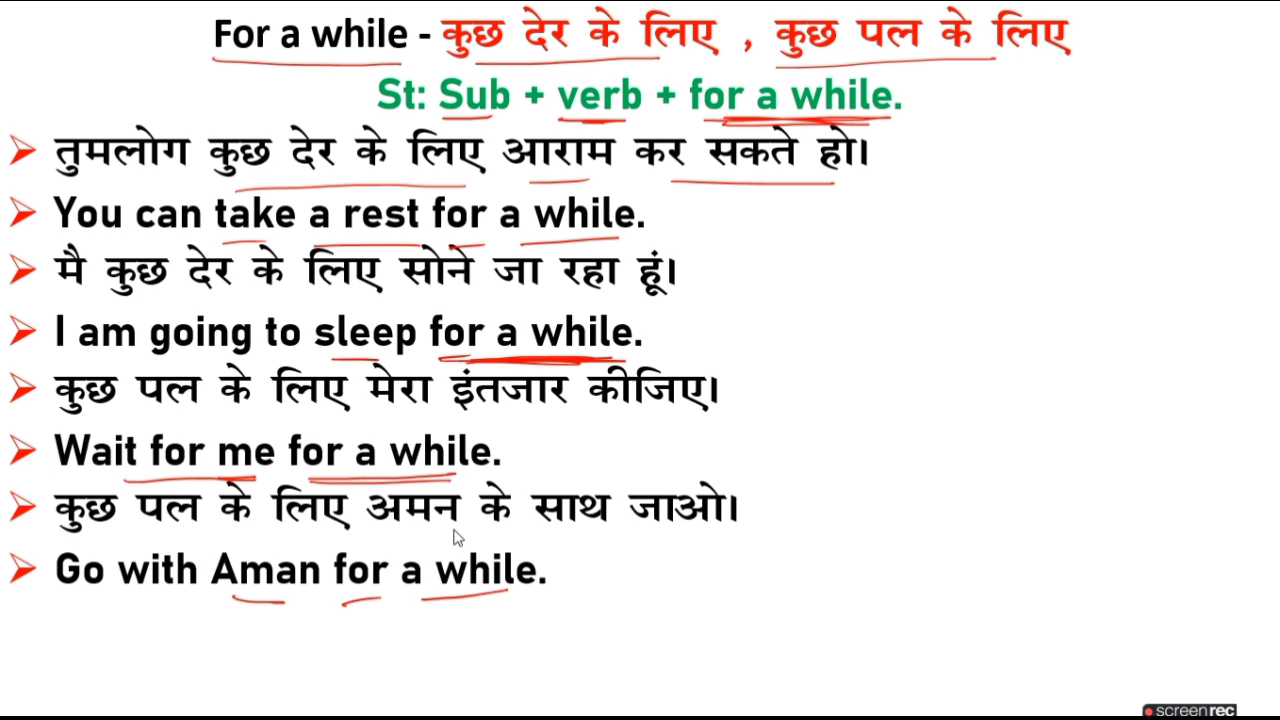 For a while - कुछ देर के लिए , कुछ पल के लिए
St: Sub + verb + for a while.
तुमलोग कुछ देर के लिए आराम कर सकते हो।
You can take a rest for a while.
मै कुछ देर के लिए सोने जा रहा हूं।
I am going to sleep for a while.
कुछ पल के लिए मेरा इंतजार कीजिए।
Wait for me for a while.
कुछ पल के लिए अमन के साथ जाओ।
Go with Aman for a while.
screenrec